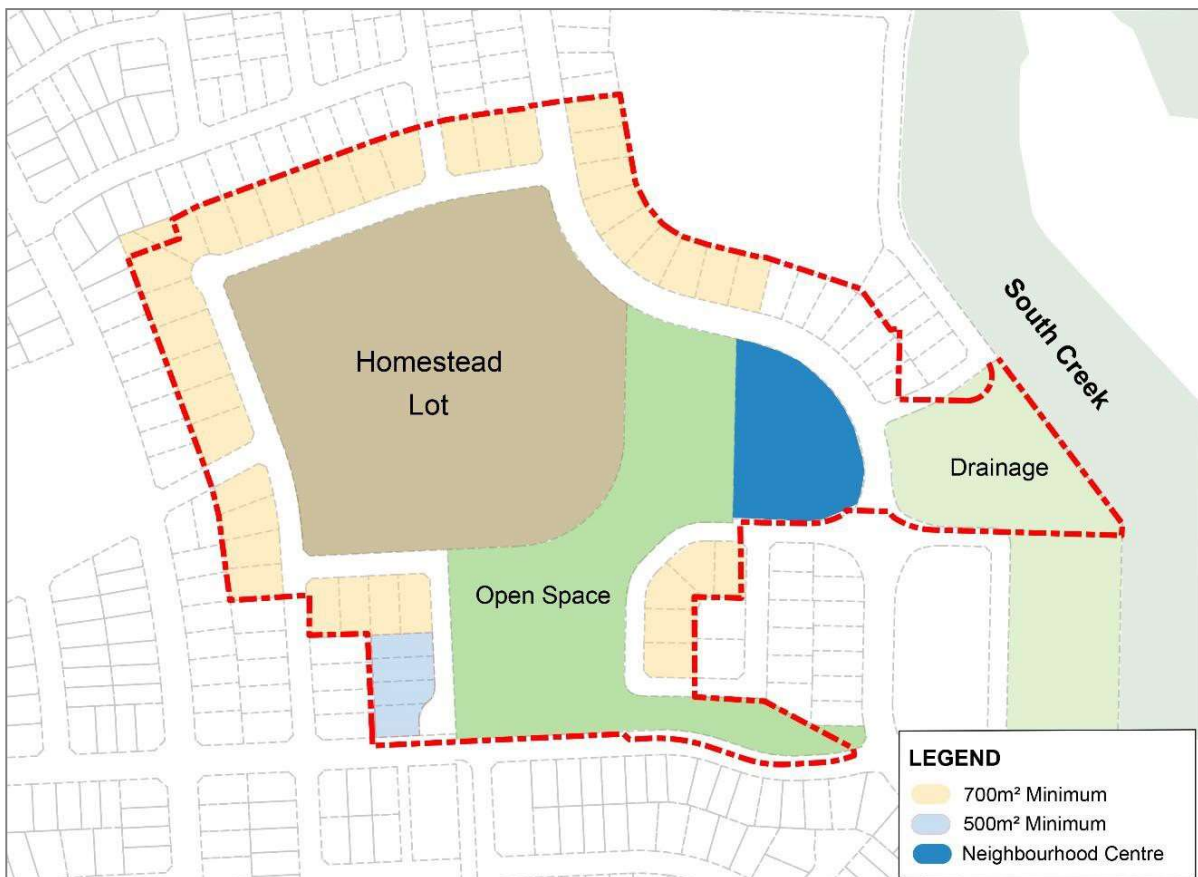 Homestead
Lot
South Creek
Drainage
Open Space
LEGEND
700m² Minimum
500m² Minimum
Neighbourhood Centre